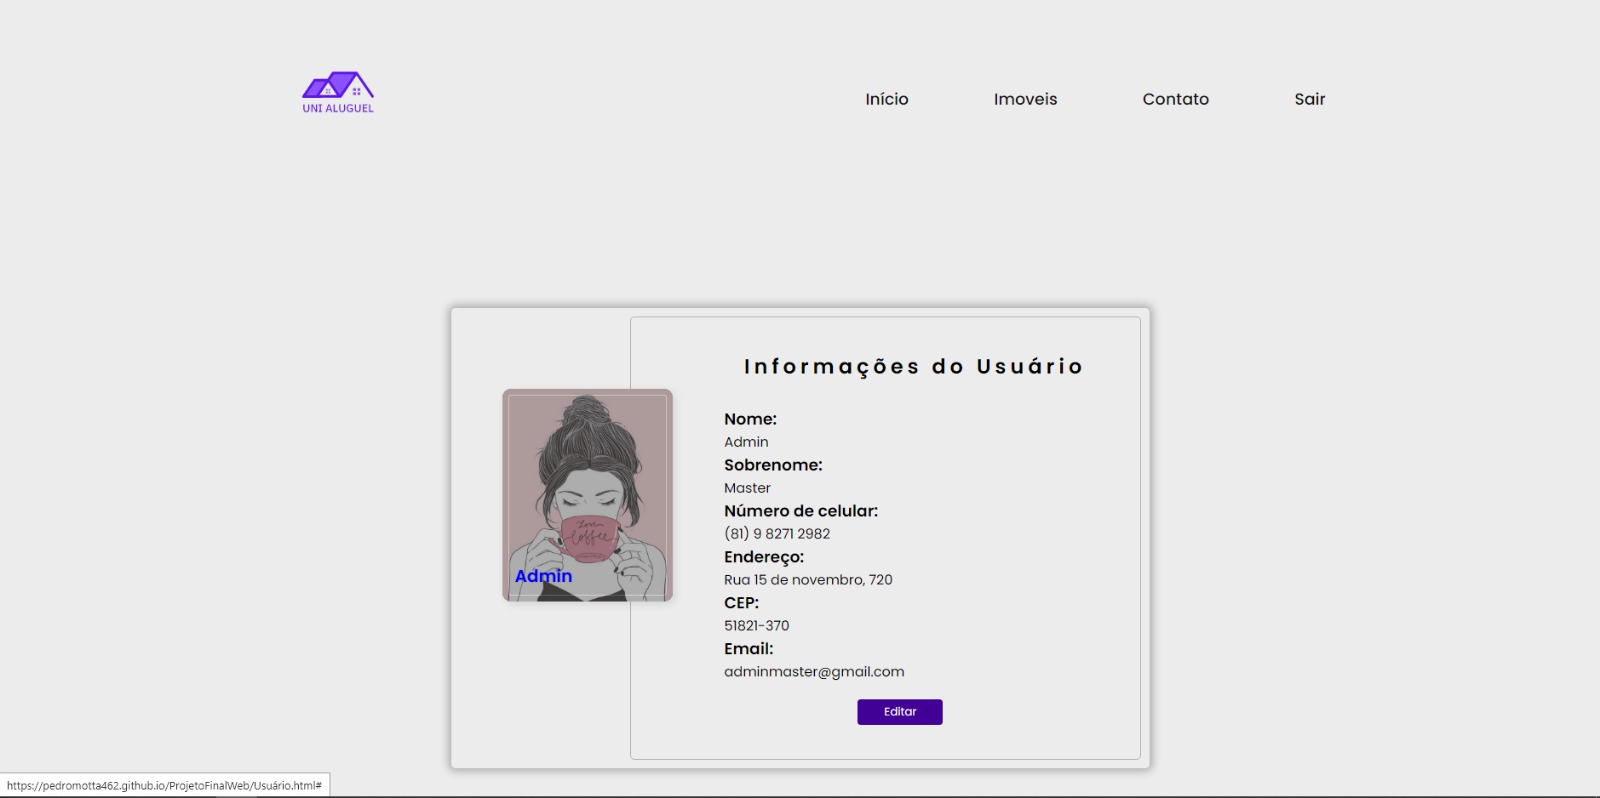 UNI ALUGUEL
Início Imoveis Contato Sair
Informações do Usuário
Nome:
Admin
Sobrenome:
Master
Número de celular:
(81) 9 8271 2982
Endereço:
Rua 15 de novembro, 720
CEP:
51821-370
Email:
adminmaster@gmail.com
Editar
Love
Coffee
Admin
https://pedromotta462.github.io/ProjetoFinalWeb/Usuário.html#